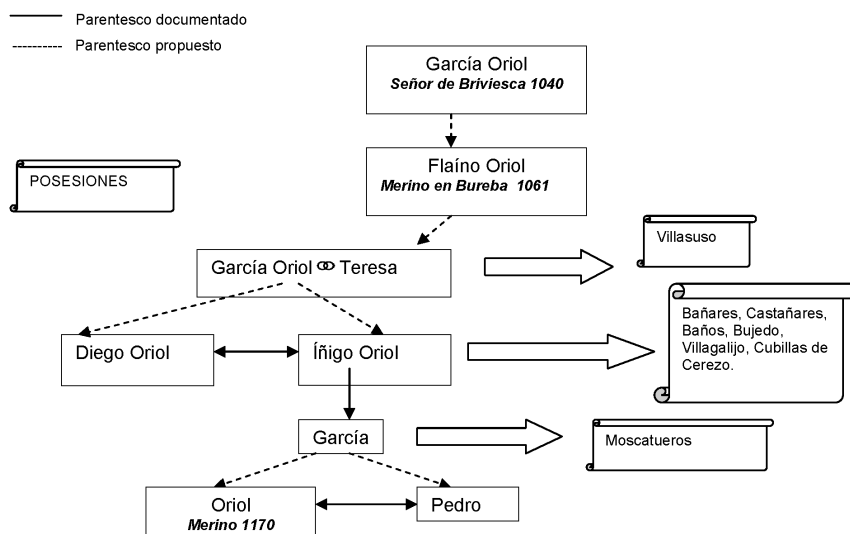 Parentesco documentado
Parentesco propuesto
García Oriol
Señor de Briviesca 1040
Flaíno Oriol
Merino en Bureba 1061
POSESIONES
García Oriol Teresa
Villasuso
Diego Oriol
Íñigo Oriol
Bañares, Castañares,
Baños, Bujedo,
Villagalijo, Cubillas de
Cerezo.
García
Moscatueros
Oriol
Merino 1170
Pedro